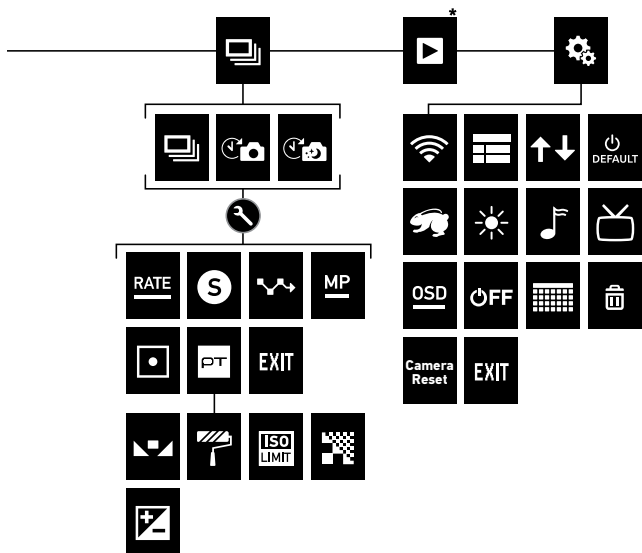 *
DEFAULT
RATE
S
MP
OSD
OFF
PT
EXIT
Camera
Reset
EXIT
ISO
LIMIT